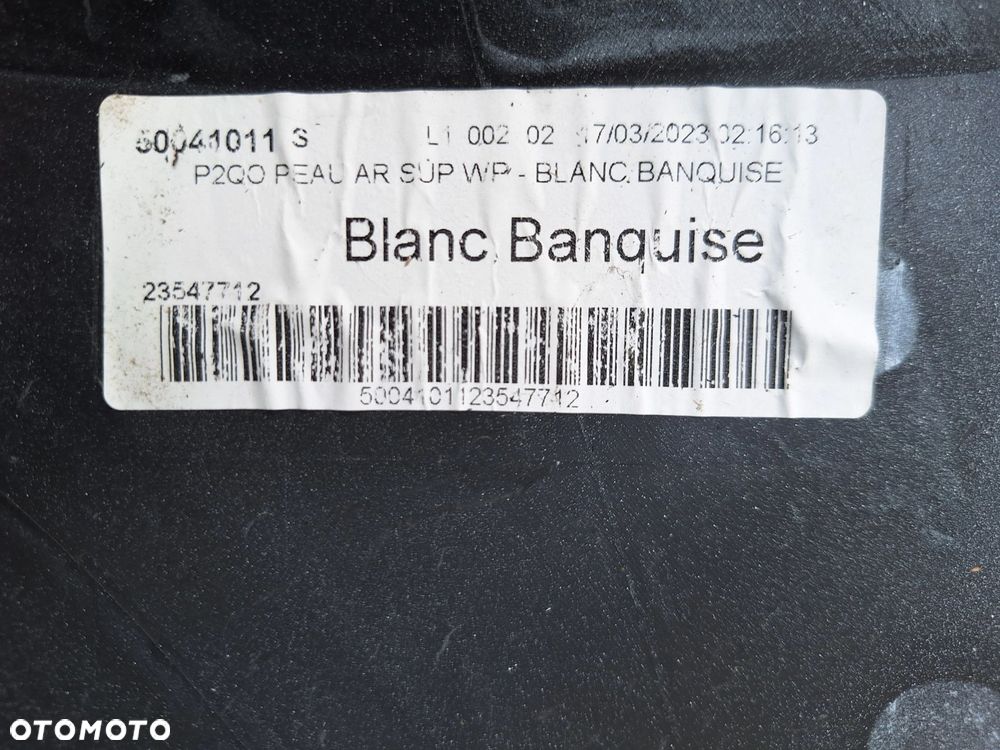 50041011 S L1 002 02 17/03/2023 02:16:13
P2QO PEAU AR SUP WP - BLANC BANQUISE
Blanc Banquise
23547712
5004101123547712
OTOMOTO